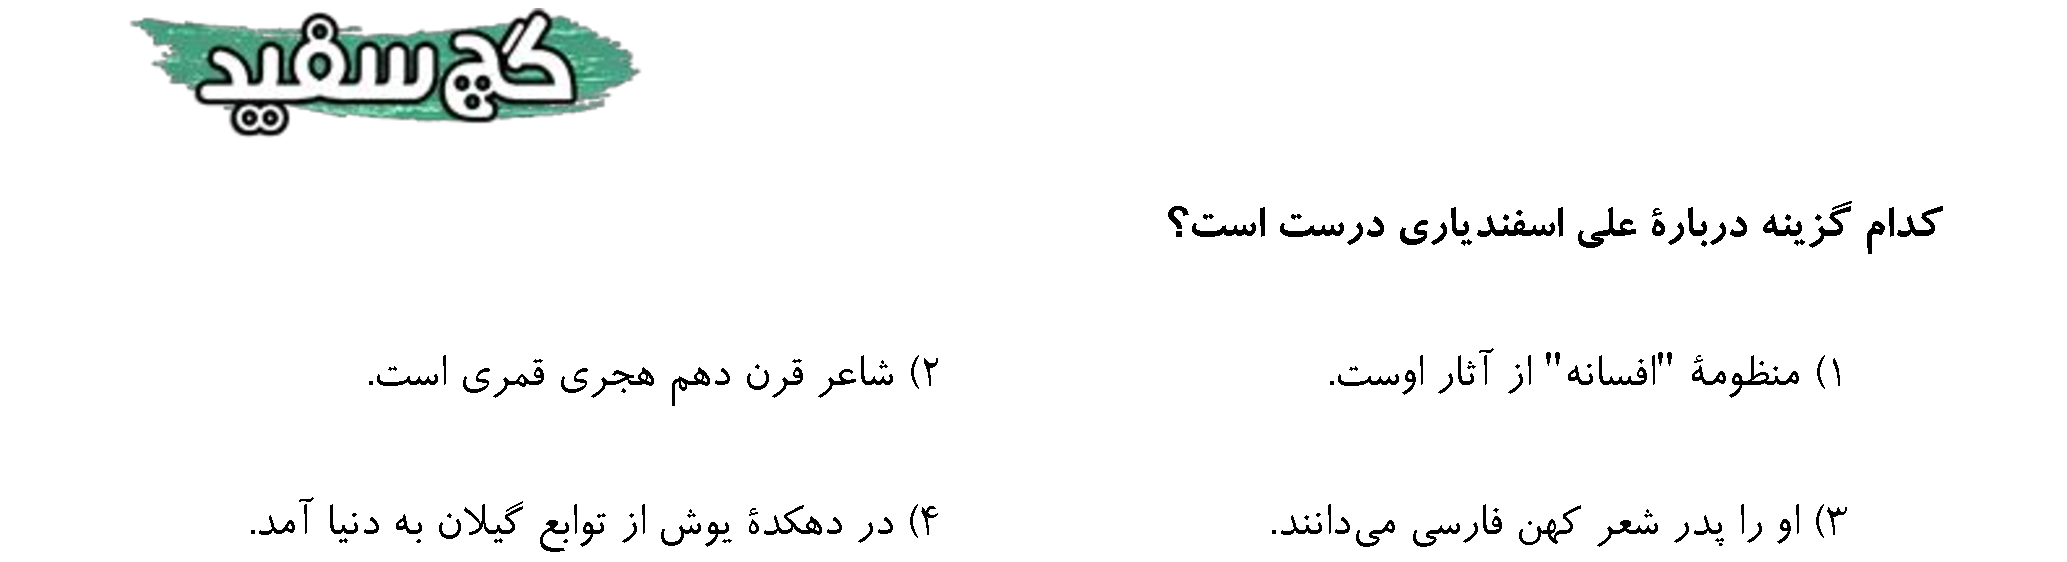 گچ سفید
کدام گزینه دربارهٔ علی اسفندیاری درست است؟
۱) منظومهٔ "افسانه" از آثار اوست.
۲) شاعر قرن دهم هجری قمری است.
۳) او را پدر شعر کهن فارسی می‌دانند.
۴) در دهکدهٔ یوش از توابع گیلان به دنیا آمد.